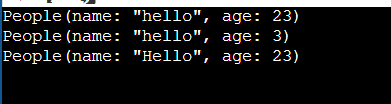 People(name: "hello", age: 23)
People(name: "hello", age: 3)
People(name: "Hello", age: 23)